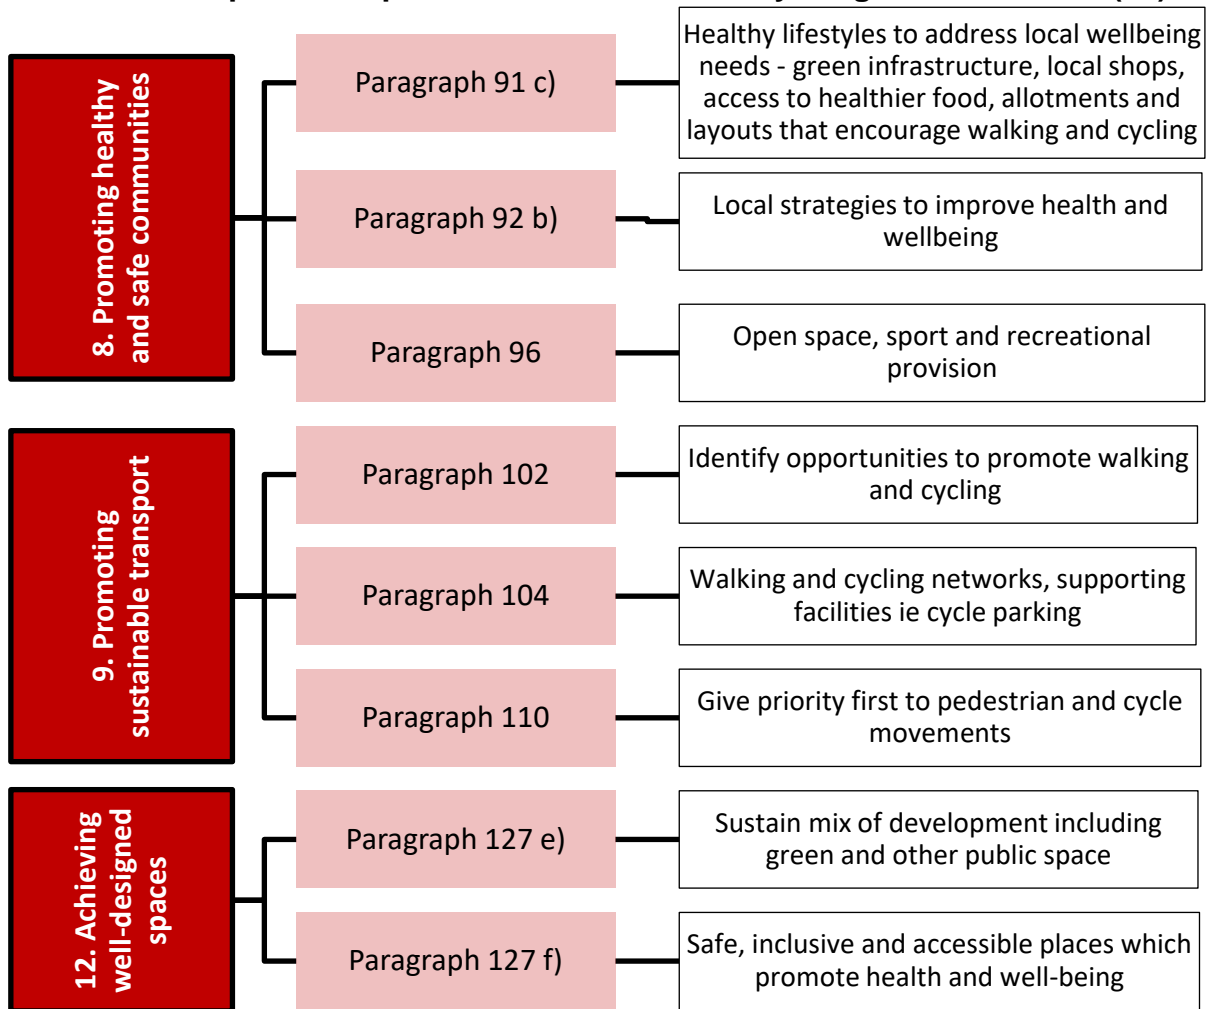 8. Promoting healthy
and safe communities
Paragraph 91 c)
Healthy lifestyles to address local wellbeing
needs - green infrastructure, local shops,
access to healthier food, allotments and
layouts that encourage walking and cycling
Paragraph 92 b)
Local strategies to improve health and
wellbeing
Paragraph 96
Open space, sport and recreational
provision
9. Promoting
sustainable transport
Paragraph 102
Identify opportunities to promote walking
and cycling
Paragraph 104
Walking and cycling networks, supporting
facilities ie cycle parking
Paragraph 110
Give priority first to pedestrian and cycle
movements
12. Achieving
well-designed
spaces
Paragraph 127 e)
Sustain mix of development including
green and other public space
Paragraph 127 f)
Safe, inclusive and accessible places which
promote health and well-being